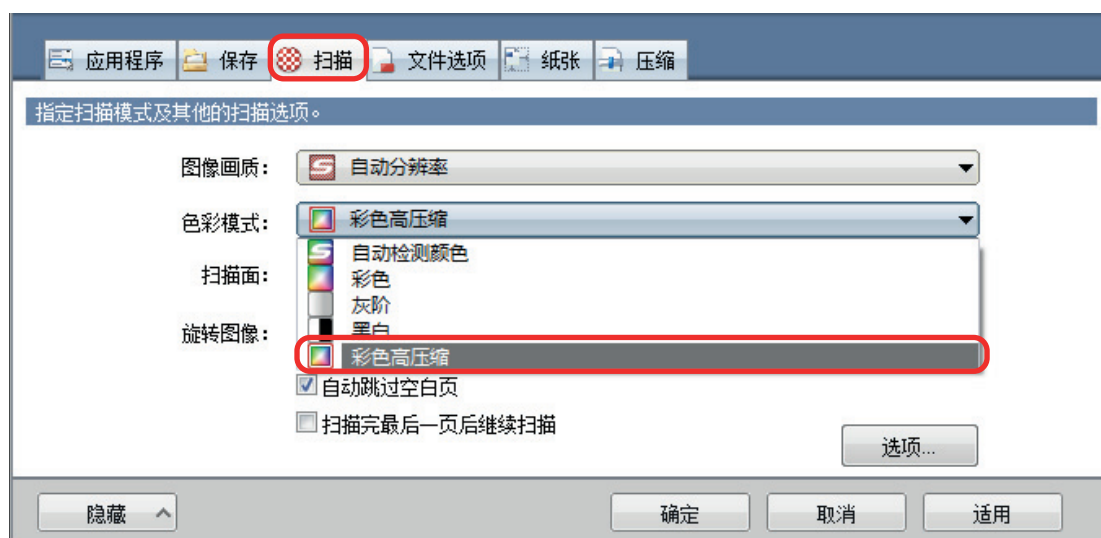 应用程序 保存 扫描 文件选项 纸张 压缩
指定扫描模式及其他的扫描选项。
图像画质: 自动分辨率
色彩模式: 彩色高压缩
自动检测颜色
扫描面: 彩色
灰阶
旋转图像: 黑白
彩色高压缩
自动跳过空白页
扫描完最后一页后继续扫描
选项...
隐藏 确定 取消 适用